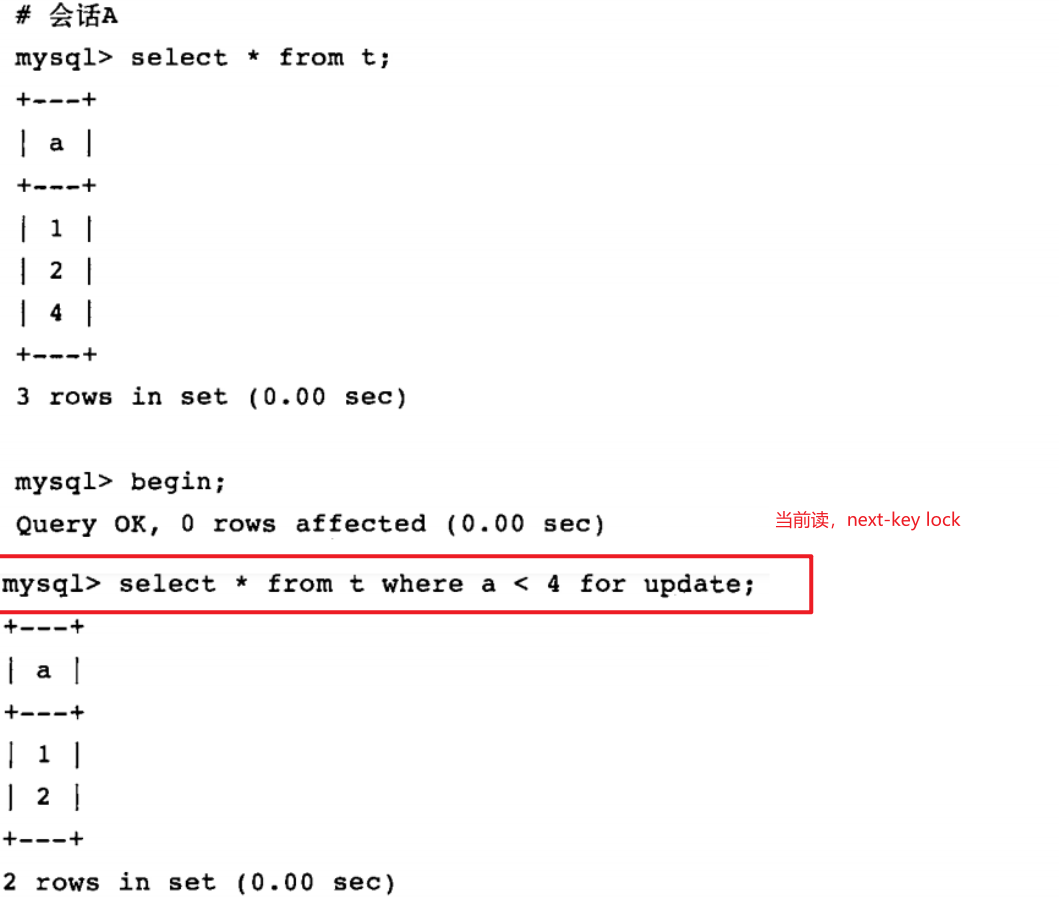 # 会话A
mysql> select * from t;
+---+
| a |
+---+
| 1 |
| 2 |
| 4 |
+---+
3 rows in set (0.00 sec)
mysql> begin;
Query OK, 0 rows affected (0.00 sec)
当前读，next-key lock
mysql> select * from t where a < 4 for update;
+---+
| a |
+---+
| 1 |
| 2 |
+---+
2 rows in set (0.00 sec)